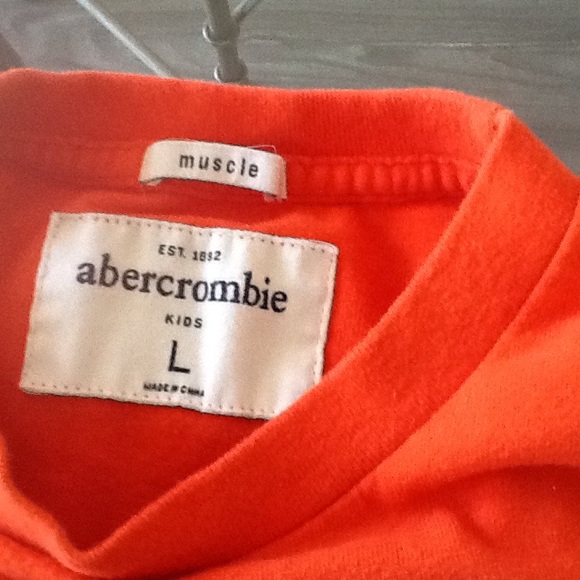 muscle
EST. 1892
abercrombie
KIDS
L
MADE IN CHINA